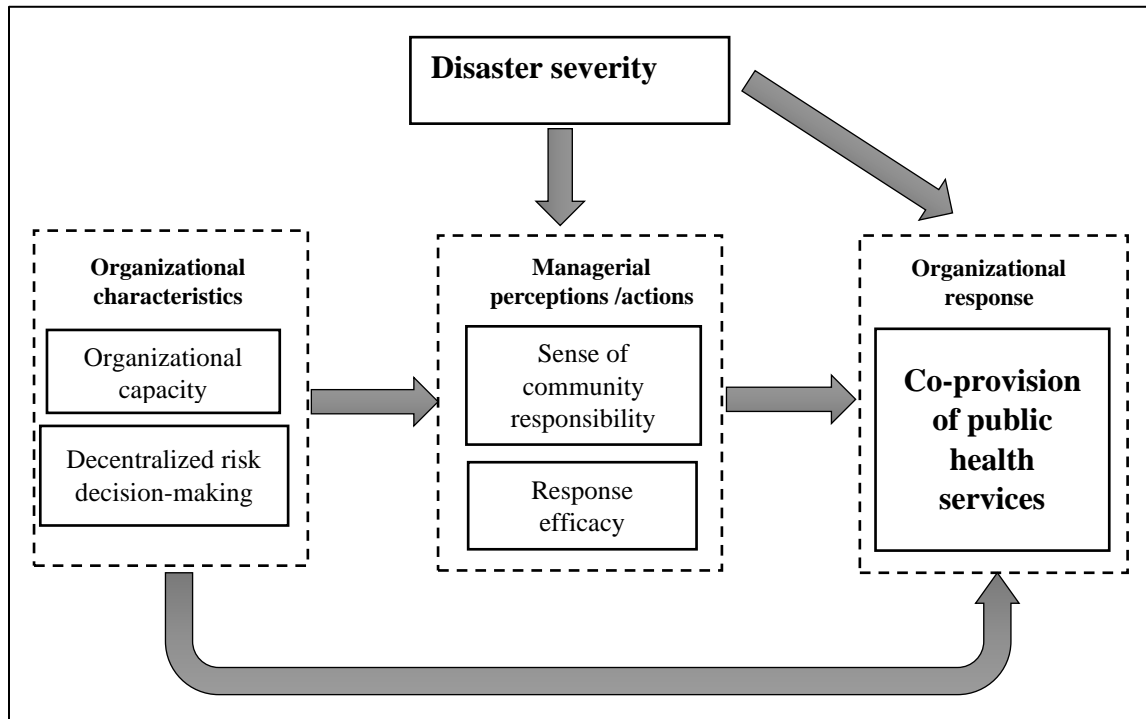 Disaster severity
Organizational
characteristics
Organizational
capacity
Decentralized risk
decision-making
Managerial
perceptions /actions
Sense of
community
responsibility
Response
efficacy
Organizational
response
Co-provision
of public
health
services